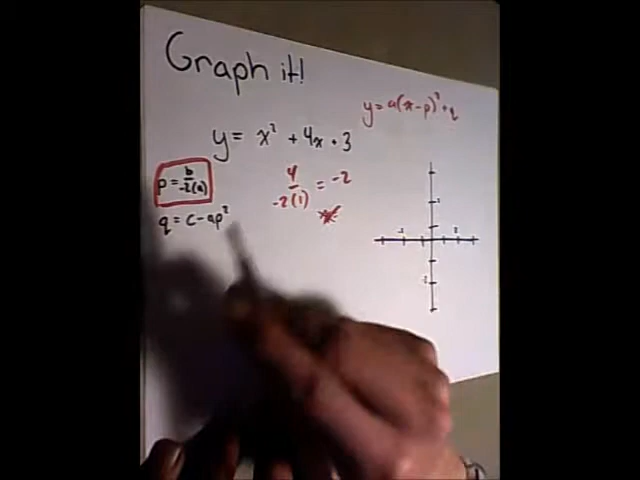 Graph it!
y = a(x-p)² + q
y = x² + 4x + 3
p = b/-2(a)
4/-2(1) = -2
q = c - ap²